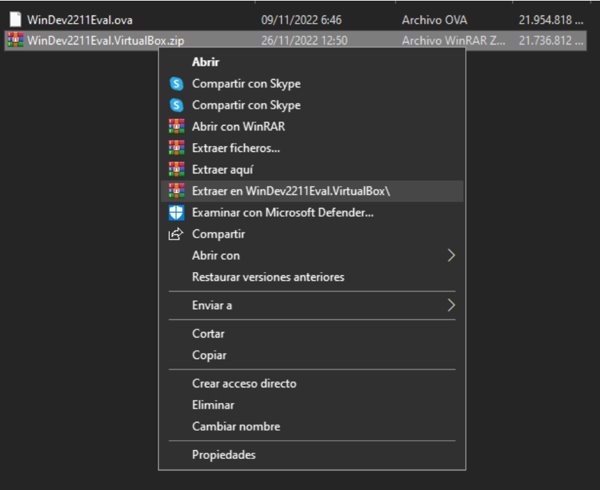 WinDev2211Eval.ova 09/11/2022 6:46 Archivo OVA 21.954.818 ...
WinDev2211Eval.VirtualBox.zip 26/11/2022 12:50 Archivo WinRAR Z... 21.736.812 ...
Abrir
Compartir con Skype
Compartir con Skype
Abrir con WinRAR
Extraer ficheros...
Extraer aquí
Extraer en WinDev2211Eval.VirtualBox\
Examinar con Microsoft Defender...
Compartir
Abrir con
Restaurar versiones anteriores
Enviar a
Cortar
Copiar
Crear acceso directo
Eliminar
Cambiar nombre
Propiedades